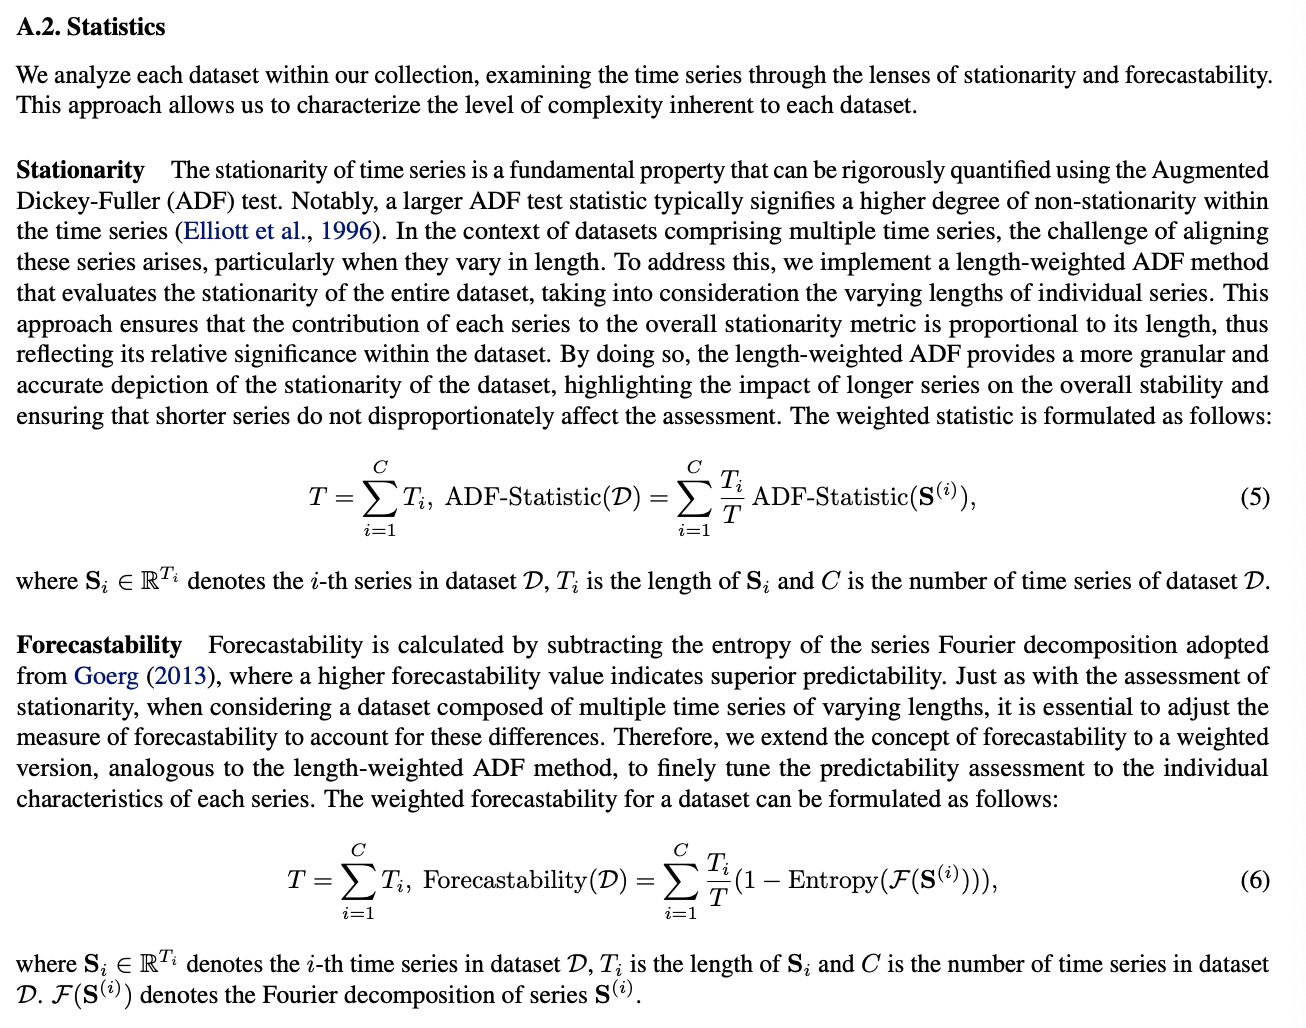 A.2. Statistics
We analyze each dataset within our collection, examining the time series through the lenses of stationarity and forecastability.
This approach allows us to characterize the level of complexity inherent to each dataset.
Stationarity The stationarity of time series is a fundamental property that can be rigorously quantified using the Augmented
Dickey-Fuller (ADF) test. Notably, a larger ADF test statistic typically signifies a higher degree of non-stationarity within
the time series (Elliott et al., 1996). In the context of datasets comprising multiple time series, the challenge of aligning
these series arises, particularly when they vary in length. To address this, we implement a length-weighted ADF method
that evaluates the stationarity of the entire dataset, taking into consideration the varying lengths of individual series. This
approach ensures that the contribution of each series to the overall stationarity metric is proportional to its length, thus
reflecting its relative significance within the dataset. By doing so, the length-weighted ADF provides a more granular and
accurate depiction of the stationarity of the dataset, highlighting the impact of longer series on the overall stability and
ensuring that shorter series do not disproportionately affect the assessment. The weighted statistic is formulated as follows:
$T = \sum_{i=1}^{C} T_i, \text{ ADF-Statistic}(\mathcal{D}) = \sum_{i=1}^{C} \frac{T_i}{T} \text{ ADF-Statistic}(\mathbf{S}^{(i)}),$ (5)
where $\mathbf{S}_i \in \mathbb{R}^{T_i}$ denotes the $i$-th series in dataset $\mathcal{D}$, $T_i$ is the length of $\mathbf{S}_i$ and $C$ is the number of time series of dataset $\mathcal{D}$.
Forecastability Forecastability is calculated by subtracting the entropy of the series Fourier decomposition adopted
from Goerg (2013), where a higher forecastability value indicates superior predictability. Just as with the assessment of
stationarity, when considering a dataset composed of multiple time series of varying lengths, it is essential to adjust the
measure of forecastability to account for these differences. Therefore, we extend the concept of forecastability to a weighted
version, analogous to the length-weighted ADF method, to finely tune the predictability assessment to the individual
characteristics of each series. The weighted forecastability for a dataset can be formulated as follows:
$T = \sum_{i=1}^{C} T_i, \text{ Forecastability}(\mathcal{D}) = \sum_{i=1}^{C} \frac{T_i}{T} (1 - \text{Entropy}(\mathcal{F}(\mathbf{S}^{(i)}))),$ (6)
where $\mathbf{S}_i \in \mathbb{R}^{T_i}$ denotes the $i$-th time series in dataset $\mathcal{D}$, $T_i$ is the length of $\mathbf{S}_i$ and $C$ is the number of time series in dataset
$\mathcal{D}$. $\mathcal{F}(\mathbf{S}^{(i)})$ denotes the Fourier decomposition of series $\mathbf{S}^{(i)}$.